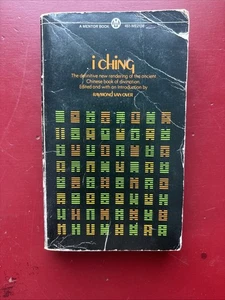 A MENTOR BOOK
i ching
The definitive new rendering of the ancient
Chinese book of divination.
Edited and with an introduction by
RAYMOND VAN OVER